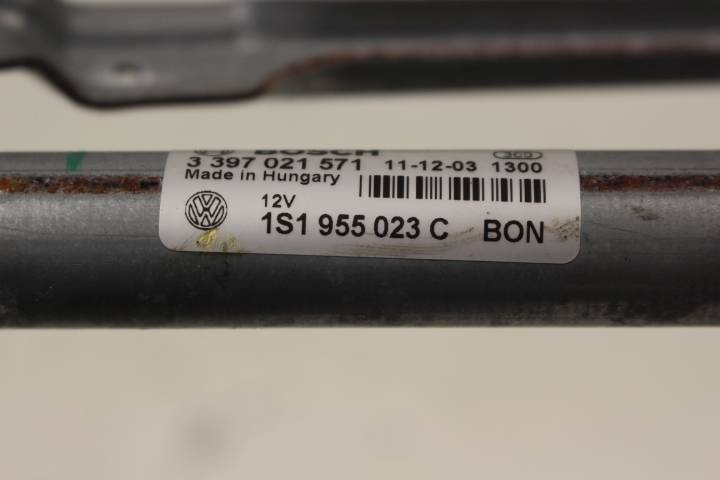 BOSCH
3 397 021 571 11-12-03 1300
Made in Hungary
12V
1S1 955 023 C BON